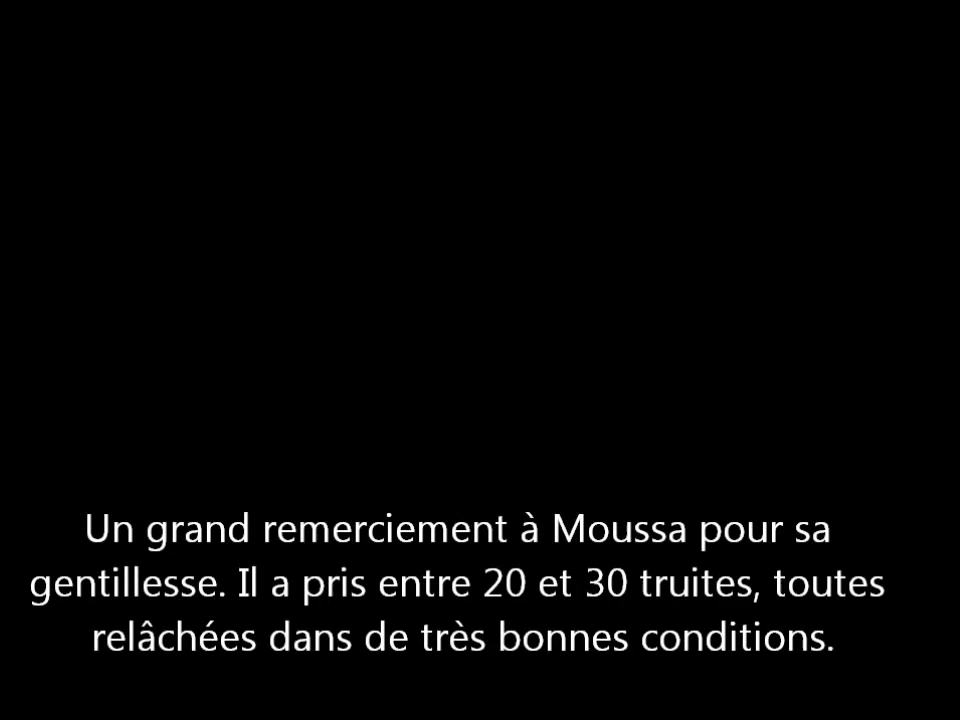 Un grand remerciement à Moussa pour sa
gentillesse. Il a pris entre 20 et 30 truites, toutes
relâchées dans de très bonnes conditions.